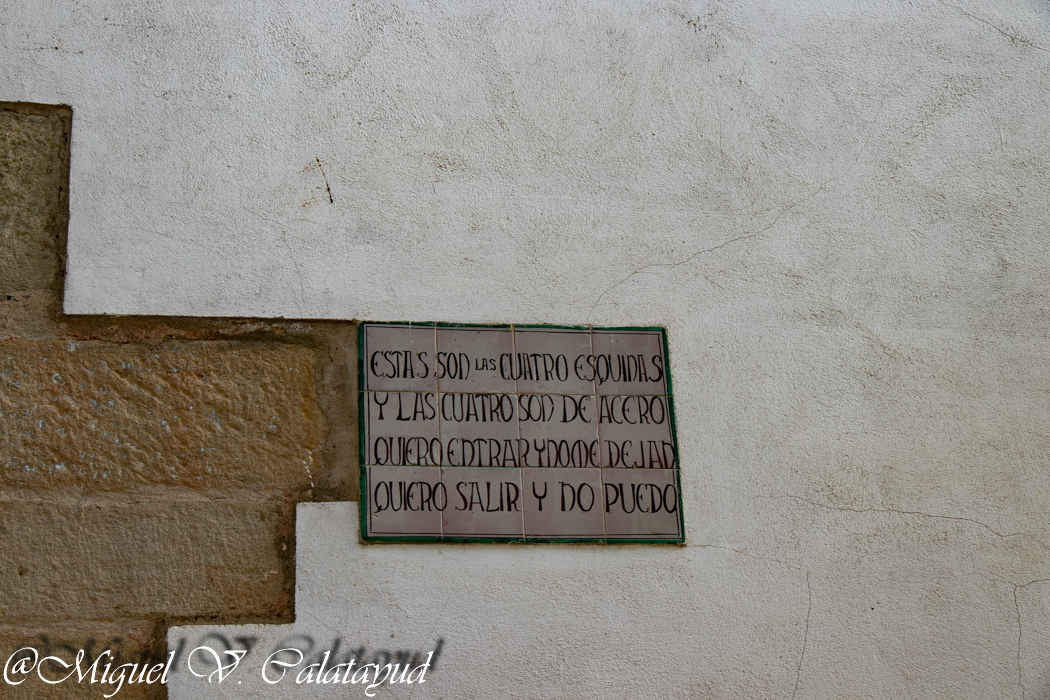 ESTAS SON LAS CUATRO ESQUINAS
Y LAS CUATRO SON DE ACERO
QUIERO ENTRAR Y NO ME DEJAN
QUIERO SALIR Y NO PUEDO
@Miguel V. Calatayud